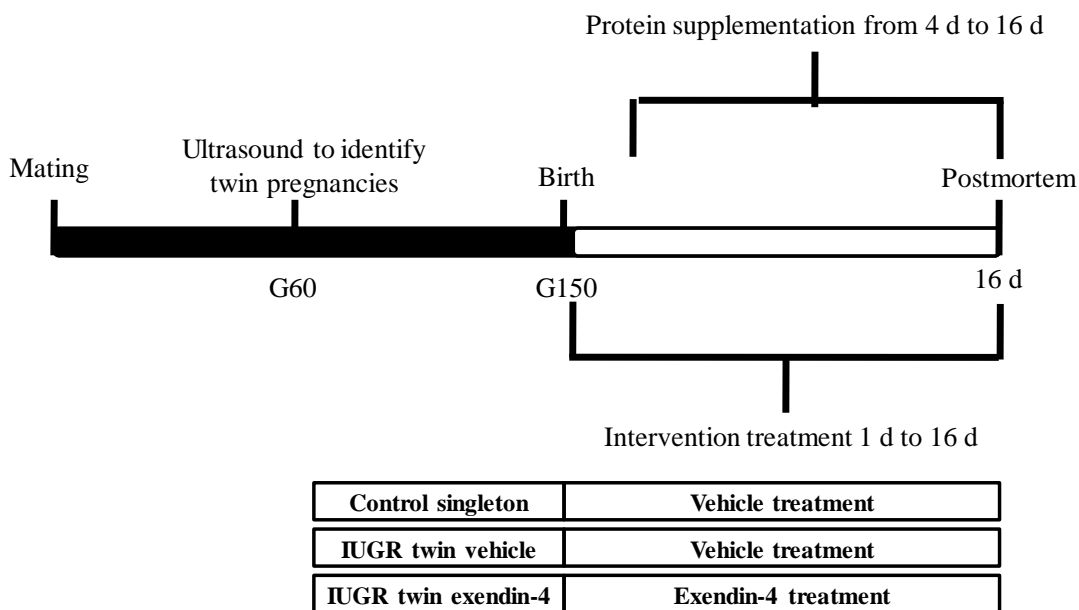 Protein supplementation from 4 d to 16 d
Mating
Ultrasound to identify
twin pregnancies
Birth
Postmortem
G60
G150
16 d
Intervention treatment 1 d to 16 d
Control singleton
Vehicle treatment
IUGR twin vehicle
Vehicle treatment
IUGR twin exendin-4
Exendin-4 treatment